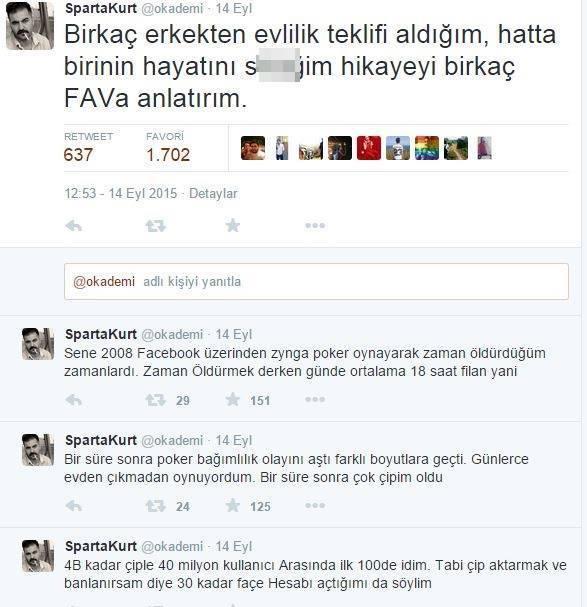 SpartaKurt @okademi · 14 Eyl
Birkaç erkekten evlilik teklifi aldığım, hatta
birinin hayatını hikayeyi birkaç
FAVa anlatırım.
RETWEET FAVORİ
637 1.702
12:53 - 14 Eyl 2015 · Detaylar
@okademi adlı kişiyi yanıtla
SpartaKurt @okademi · 14 Eyl
Sene 2008 Facebook üzerinden zynga poker oynayarak zaman öldürdüğüm
zamanlardı. Zaman Öldürmek derken günde ortalama 18 saat filan yani
29 151
SpartaKurt @okademi · 14 Eyl
Bir süre sonra poker bağımlılık olayını aştı farklı boyutlara geçti. Günlerce
evden çıkmadan oynuyordum. Bir süre sonra çok çipim oldu
24 125
SpartaKurt @okademi · 14 Eyl
4B kadar çiple 40 milyon kullanıcı Arasında ilk 100de idim. Tabi çip aktarmak ve
banlanırsam diye 30 kadar façe Hesabı açtığımı da söylim